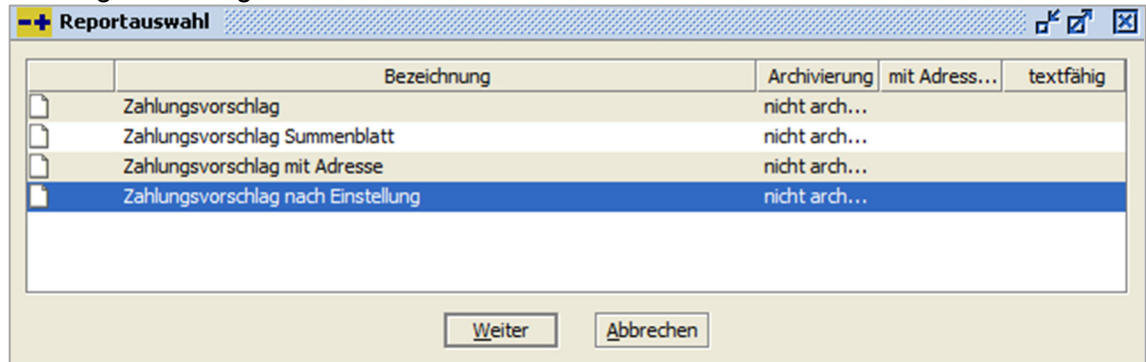 Reportauswahl
Bezeichnung Archivierung mit Adress... textfähig
Zahlungsvorschlag nicht arch...
Zahlungsvorschlag Summenblatt nicht arch...
Zahlungsvorschlag mit Adresse nicht arch...
Zahlungsvorschlag nach Einstellung nicht arch...
Weiter Abbrechen